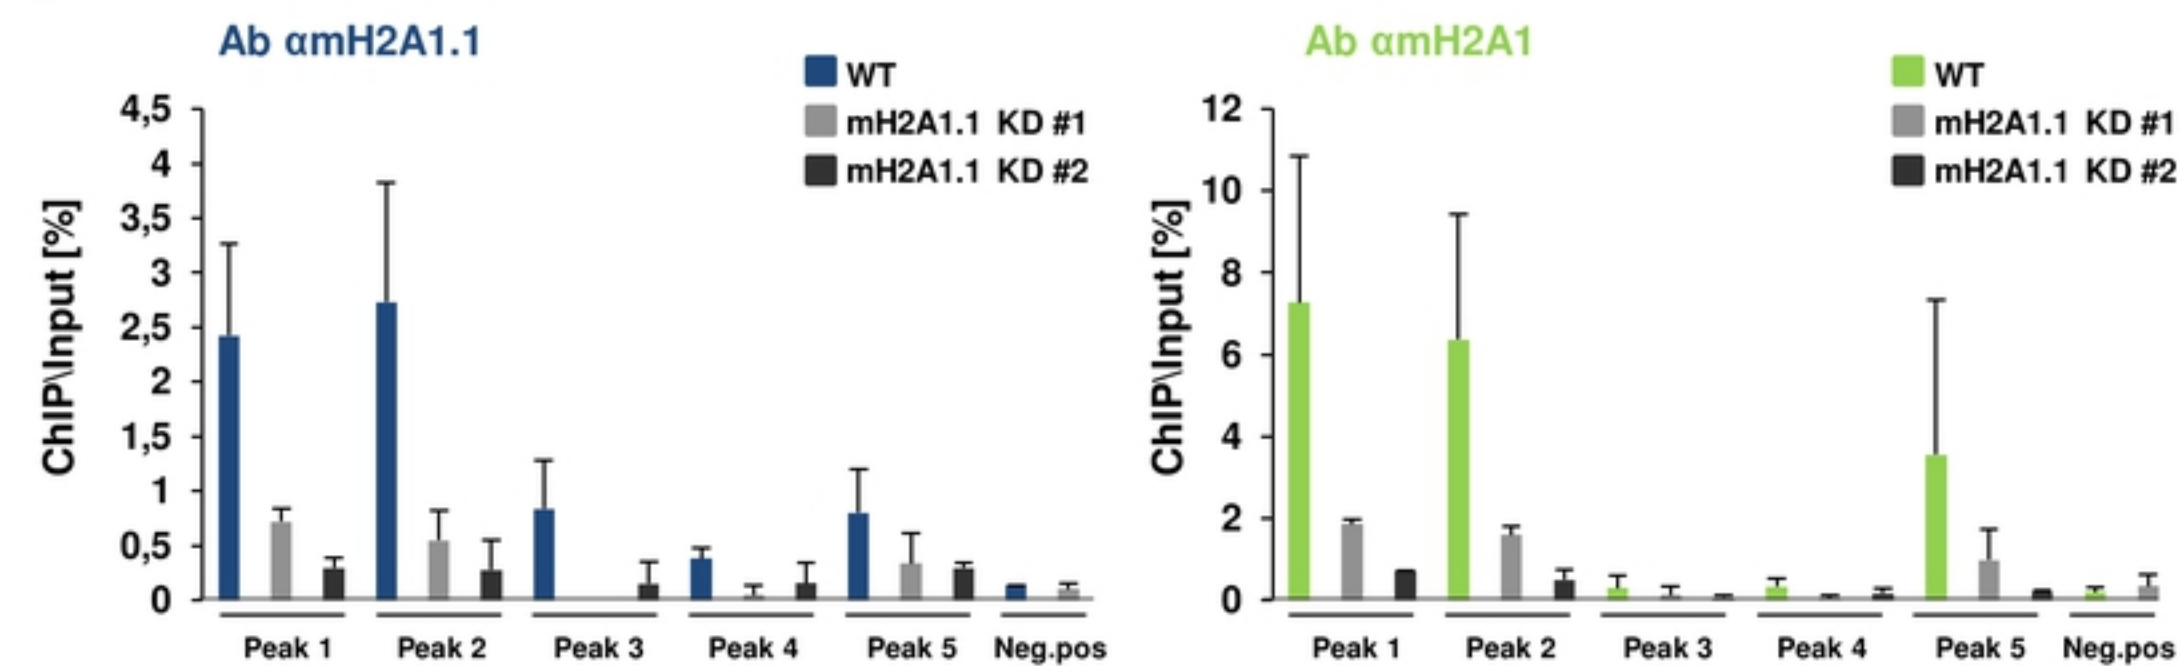 Ab αmH2A1.1
WT
mH2A1.1 KD #1
mH2A1.1 KD #2
ChIP\Input [%]
4,5
4
3,5
3
2,5
2
1,5
1
0,5
0
Peak 1 Peak 2 Peak 3 Peak 4 Peak 5 Neg.pos
Ab αmH2A1
WT
mH2A1.1 KD #1
mH2A1.1 KD #2
ChIP\Input [%]
12
10
8
6
4
2
0
Peak 1 Peak 2 Peak 3 Peak 4 Peak 5 Neg.pos